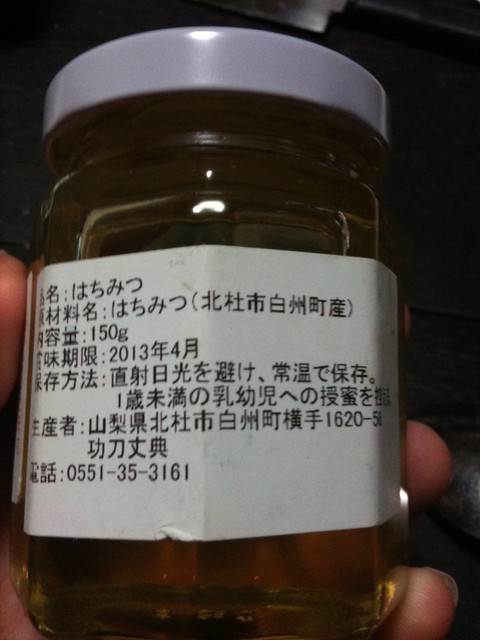 品名:はちみつ
原材料名:はちみつ(北杜市白州町産)
内容量:150g
賞味期限:2013年4月
保存方法:直射日光を避け、常温で保存。
1歳未満の乳幼児への授蜜を
生産者:山梨県北杜市白州町横手1620-56
功刀丈典
電話:0551-35-3161